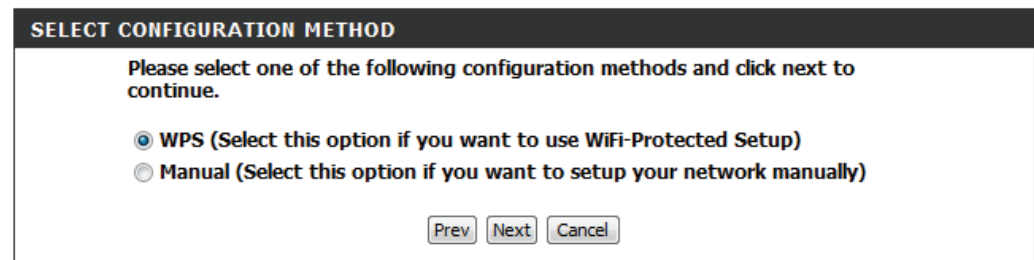 SELECT CONFIGURATION METHOD
Please select one of the following configuration methods and click next to
continue.
WPS (Select this option if you want to use WiFi-Protected Setup)
Manual (Select this option if you want to setup your network manually)
Prev Next Cancel